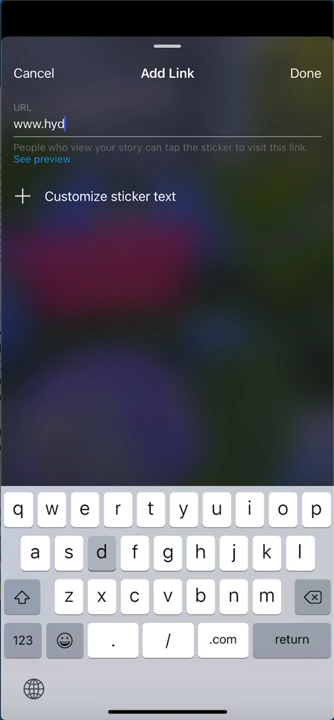 Cancel
Add Link
Done
URL
www.hyd
People who view your story can tap the sticker to visit this link.
See preview
Customize sticker text
q w e r t y u i o p
a s d f g h j k l
z x c v b n m
123 . / .com return